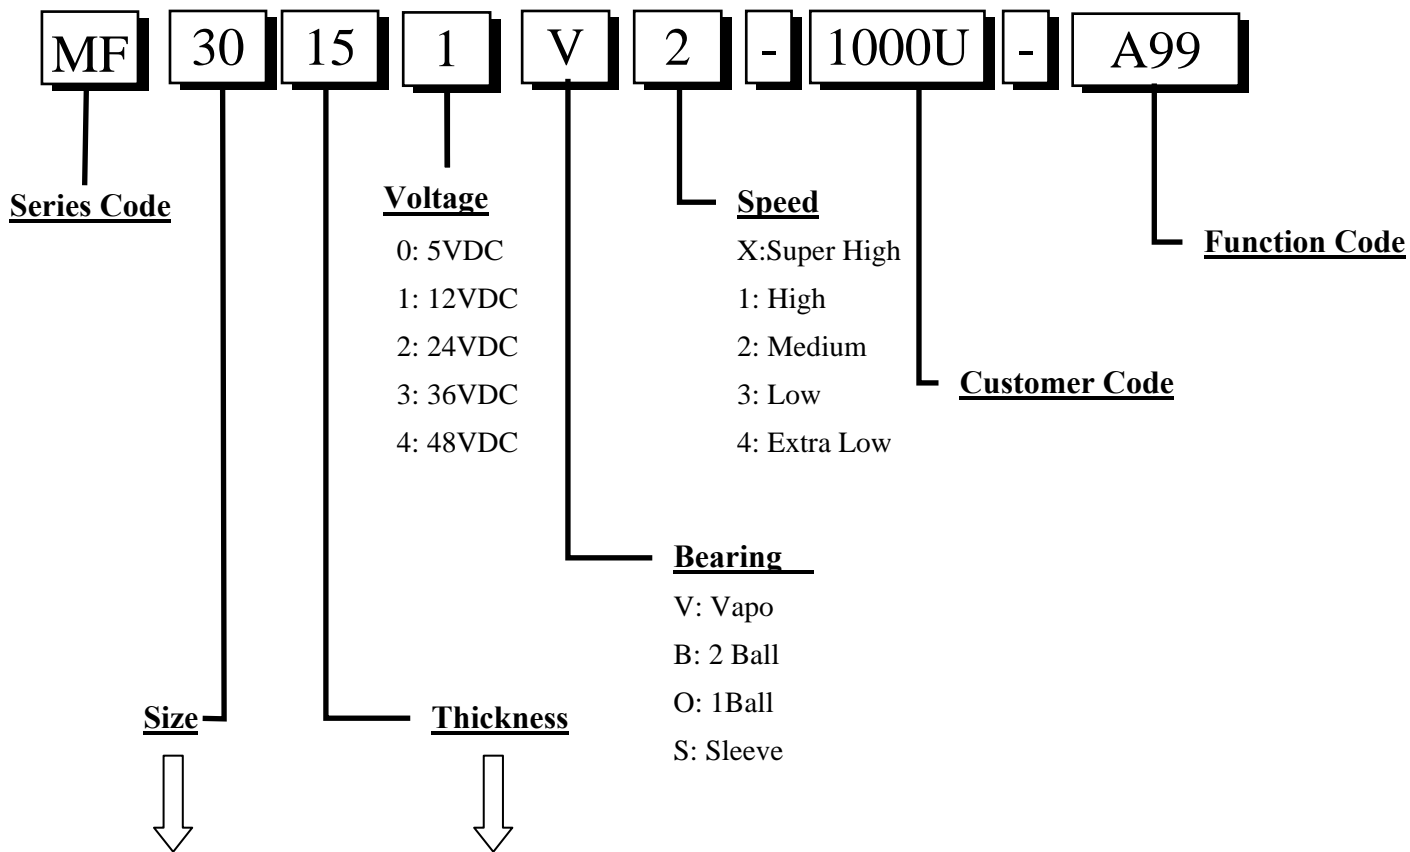 MF 30 15 1 V 2 - 1000U - A99
Series Code
Voltage
0: 5VDC
1: 12VDC
2: 24VDC
3: 36VDC
4: 48VDC
Speed
X:Super High
1: High
2: Medium
3: Low
4: Extra Low
Function Code
Customer Code
Bearing
V: Vapo
B: 2 Ball
O: 1Ball
S: Sleeve
Size
Thickness